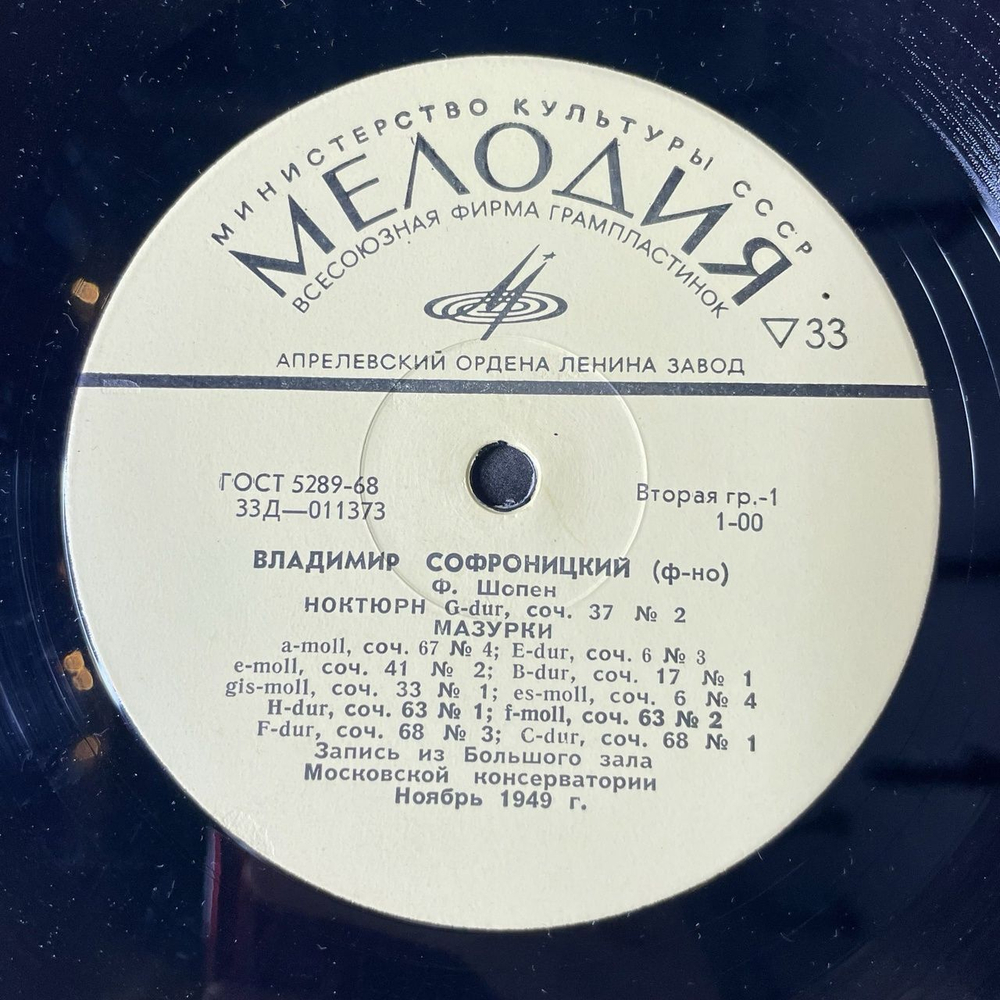 МИНИСТЕРСТВО КУЛЬТУРЫ СССР
МЕЛОДИЯ
ВСЕСОЮЗНАЯ ФИРМА ГРАМПЛАСТИНОК
▽33
АПРЕЛЕВСКИЙ ОРДЕНА ЛЕНИНА ЗАВОД
ГОСТ 5289-68
33Д—011373
Вторая гр.-1
1-00
ВЛАДИМИР СОФРОНИЦКИЙ (ф-но)
Ф. Шопен
НОКТЮРН G-dur, соч. 37 № 2
МАЗУРКИ
a-moll, соч. 67 № 4; E-dur, соч. 6 № 3
e-moll, соч. 41 № 2; B-dur, соч. 17 № 1
gis-moll, соч. 33 № 1; es-moll, соч. 6 № 4
H-dur, соч. 63 № 1; f-moll, соч. 63 № 2
F-dur, соч. 68 № 3; C-dur, соч. 68 № 1
Запись из Большого зала
Московской консерватории
Ноябрь 1949 г.